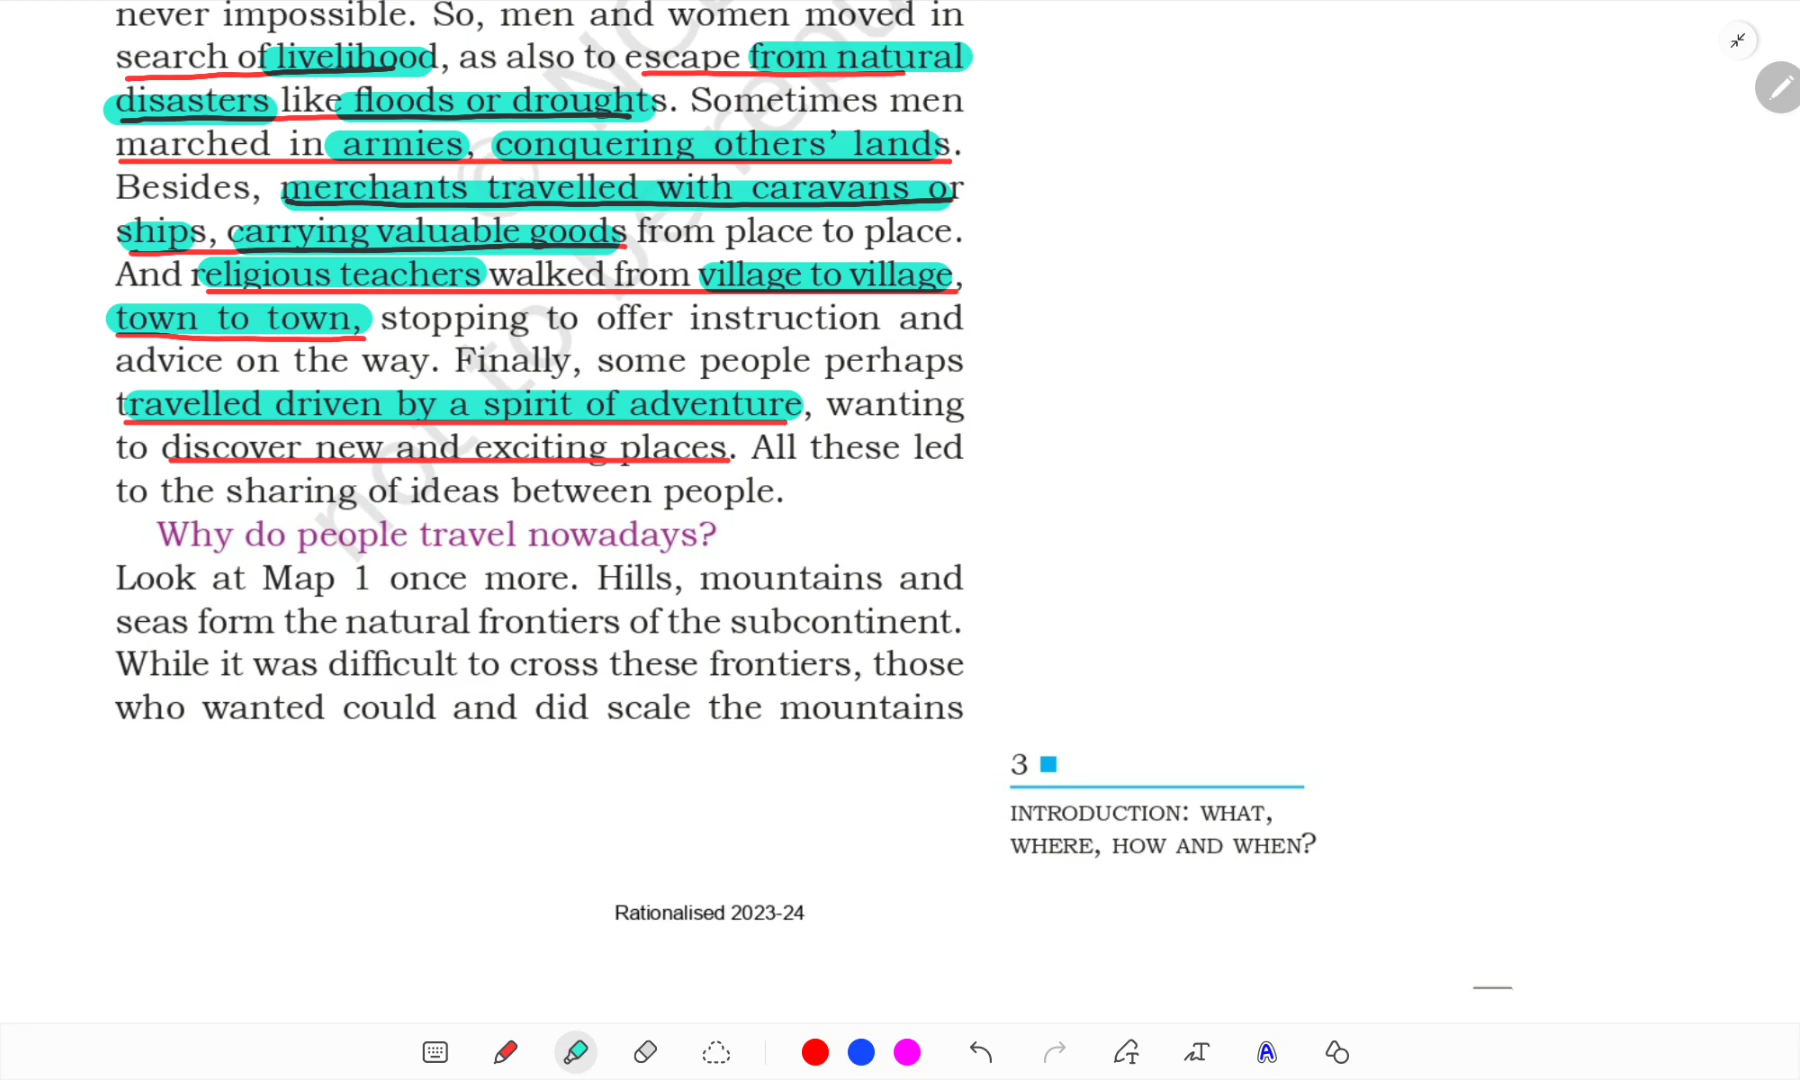 never impossible. So, men and women moved in
search of livelihood, as also to escape from natural
disasters like floods or droughts. Sometimes men
marched in armies, conquering others’ lands.
Besides, merchants travelled with caravans or
ships, carrying valuable goods from place to place.
And religious teachers walked from village to village,
town to town, stopping to offer instruction and
advice on the way. Finally, some people perhaps
travelled driven by a spirit of adventure, wanting
to discover new and exciting places. All these led
to the sharing of ideas between people.
Why do people travel nowadays?
Look at Map 1 once more. Hills, mountains and
seas form the natural frontiers of the subcontinent.
While it was difficult to cross these frontiers, those
who wanted could and did scale the mountains
3
INTRODUCTION: WHAT,
WHERE, HOW AND WHEN?
Rationalised 2023-24